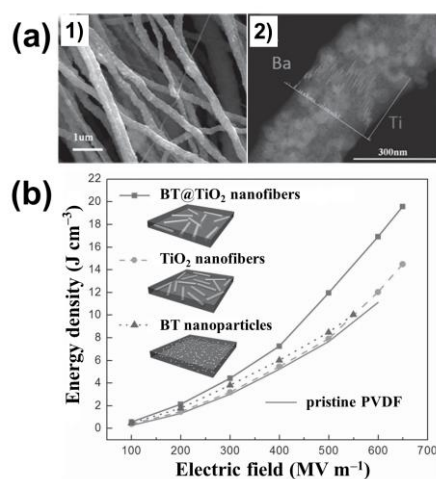 (a)
1)
1um
2)
Ba
Ti
300nm
(b)
Energy density (J cm⁻³)
22
20
18
16
14
12
10
8
6
4
2
0
BT@TiO₂ nanofibers
TiO₂ nanofibers
BT nanoparticles
pristine PVDF
100 200 300 400 500 600 700
Electric field (MV m⁻¹)